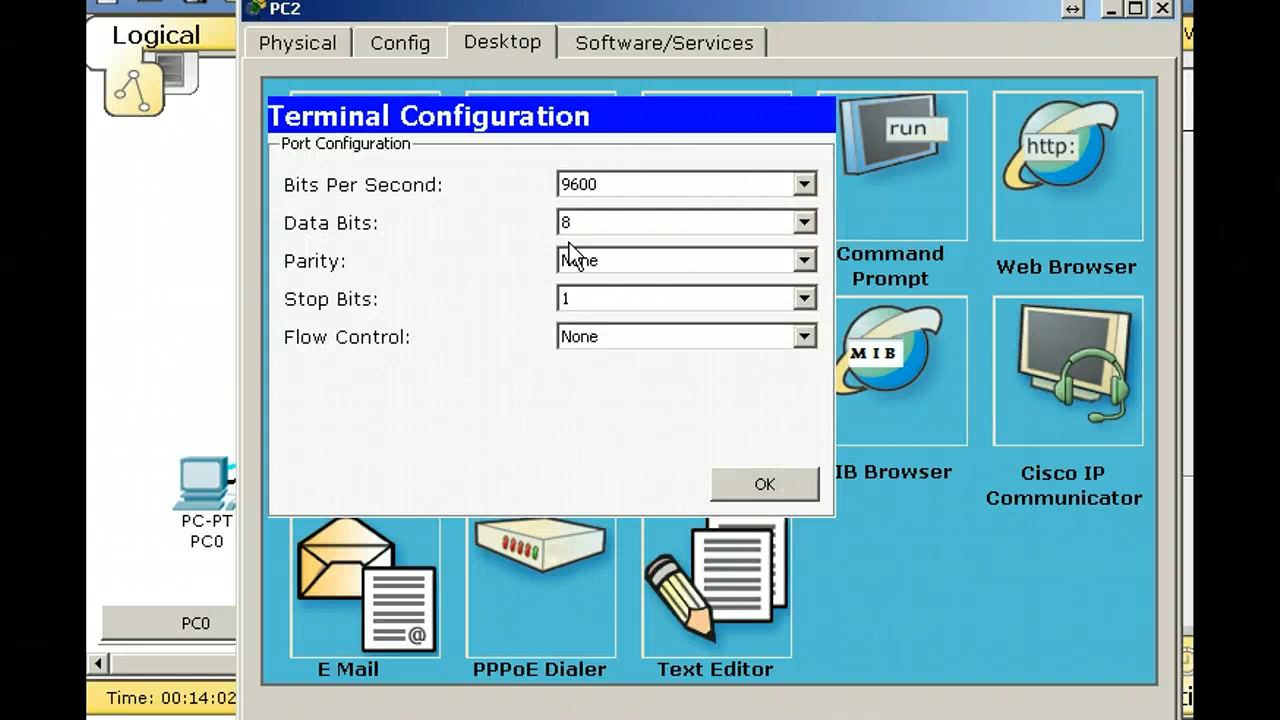 PC2
Logical
Physical
Config
Desktop
Software/Services
Terminal Configuration
Port Configuration
Bits Per Second: 9600
Data Bits: 8
Parity: None
Stop Bits: 1
Flow Control: None
OK
run
http:
Command
Prompt
Web Browser
MIB
IB Browser
Cisco IP
Communicator
PC-PT
PC0
PC0
@
E Mail
PPPoE Dialer
Text Editor
Time: 00:14:02